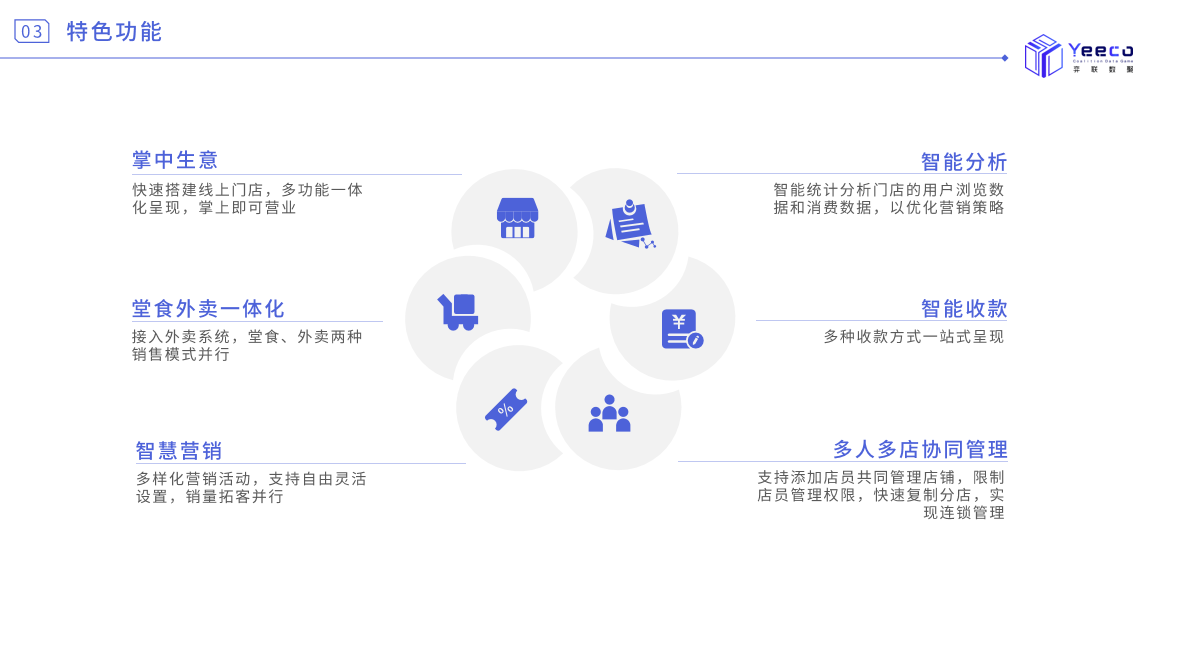 03 特色功能
Yeeco
Coalition Data Game
弈联数聚
掌中生意
快速搭建线上门店，多功能一体
化呈现，掌上即可营业
堂食外卖一体化
接入外卖系统，堂食、外卖两种
销售模式并行
智慧营销
多样化营销活动，支持自由灵活
设置，销量拓客并行
¥
%
智能分析
智能统计分析门店的用户浏览数
据和消费数据，以优化营销策略
智能收款
多种收款方式一站式呈现
多人多店协同管理
支持添加店员共同管理店铺，限制
店员管理权限，快速复制分店，实
现连锁管理